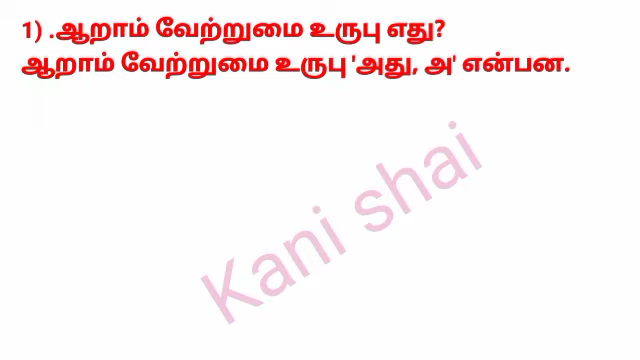 1) .ஆறாம் வேற்றுமை உருபு எது?
ஆறாம் வேற்றுமை உருபு 'அது, அ' என்பன.
Kani shai